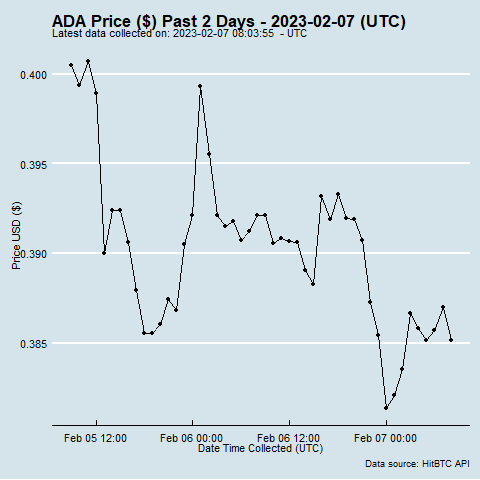 ADA Price ($) Past 2 Days - 2023-02-07 (UTC)
Latest data collected on: 2023-02-07 08:03:55 - UTC
0.400
0.395
0.390
0.385
Price USD ($)
Feb 05 12:00 Feb 06 00:00 Feb 06 12:00 Feb 07 00:00
Date Time Collected (UTC)
Data source: HitBTC API